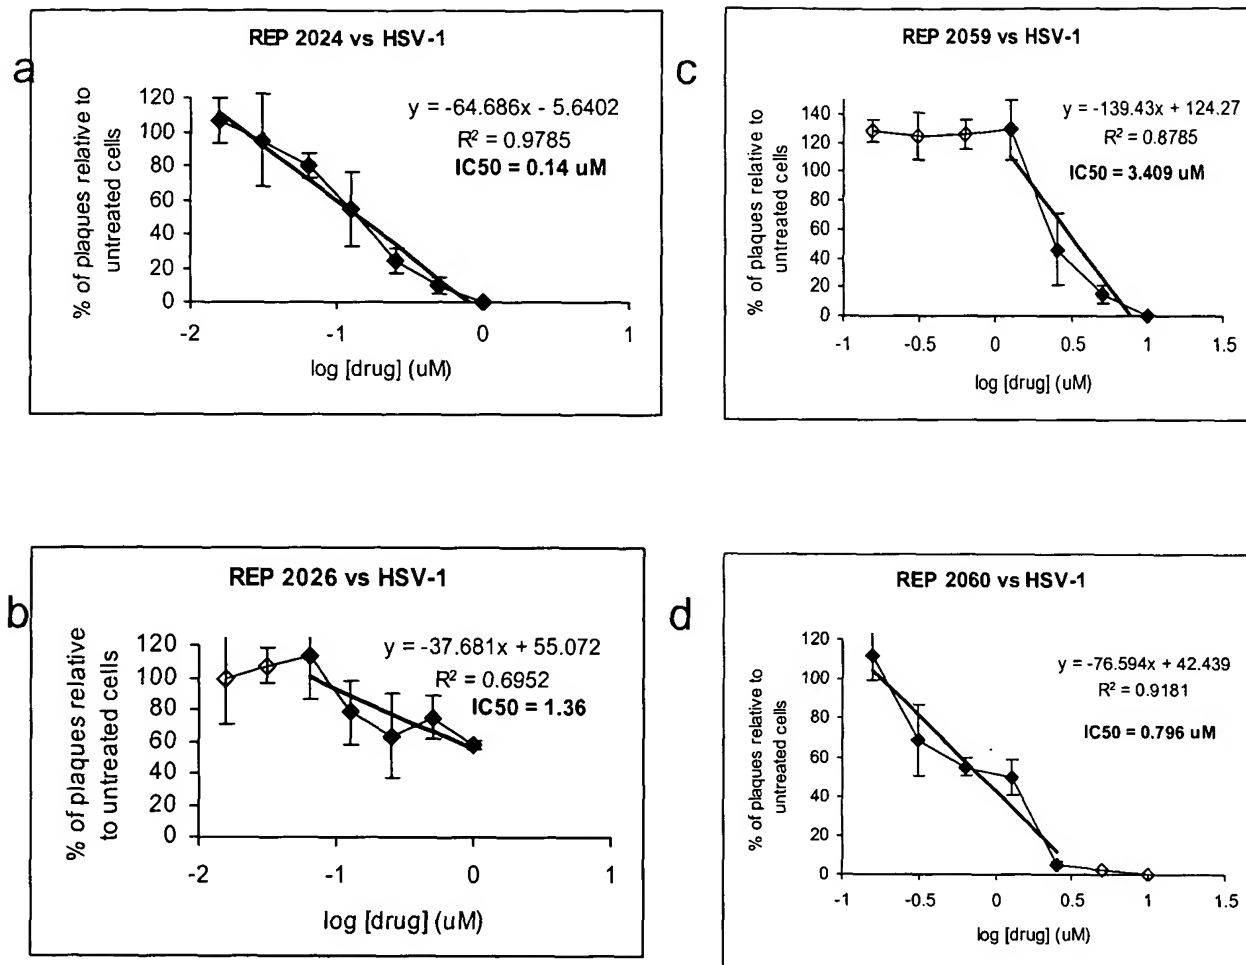 a
REP 2024 vs HSV-1
% of plaques relative to
untreated cells
120
100
80
60
40
20
0
y = -64.686x - 5.6402
R² = 0.9785
IC50 = 0.14 uM
-2
-1
0
1
log [drug] (uM)
c
REP 2059 vs HSV-1
% of plaques relative to
untreated cells
140
120
100
80
60
40
20
0
y = -139.43x + 124.27
R² = 0.8785
IC50 = 3.409 uM
-1
-0.5
0
0.5
1
1.5
log [drug] (uM)
b
REP 2026 vs HSV-1
% of plaques relative
to untreated cells
120
100
80
60
40
20
0
y = -37.681x + 55.072
R² = 0.6952
IC50 = 1.36
-2
-1
0
1
log [drug] (uM)
d
REP 2060 vs HSV-1
% of plaques relative to
untreated cells
120
100
80
60
40
20
0
y = -76.594x + 42.439
R² = 0.9181
IC50 = 0.796 uM
-1
-0.5
0
0.5
1
1.5
log [drug] (uM)